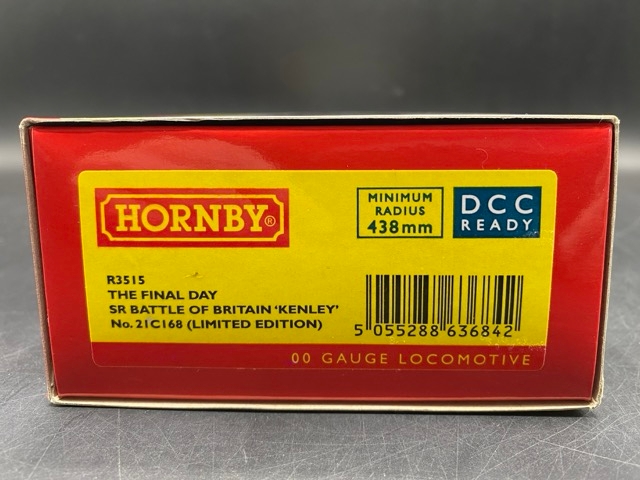 HORNBY®
MINIMUM
RADIUS
438mm
DCC
READY
R3515
THE FINAL DAY
SR BATTLE OF BRITAIN 'KENLEY'
No. 21C168 (LIMITED EDITION)
5 055288 636842
00 GAUGE LOCOMOTIVE